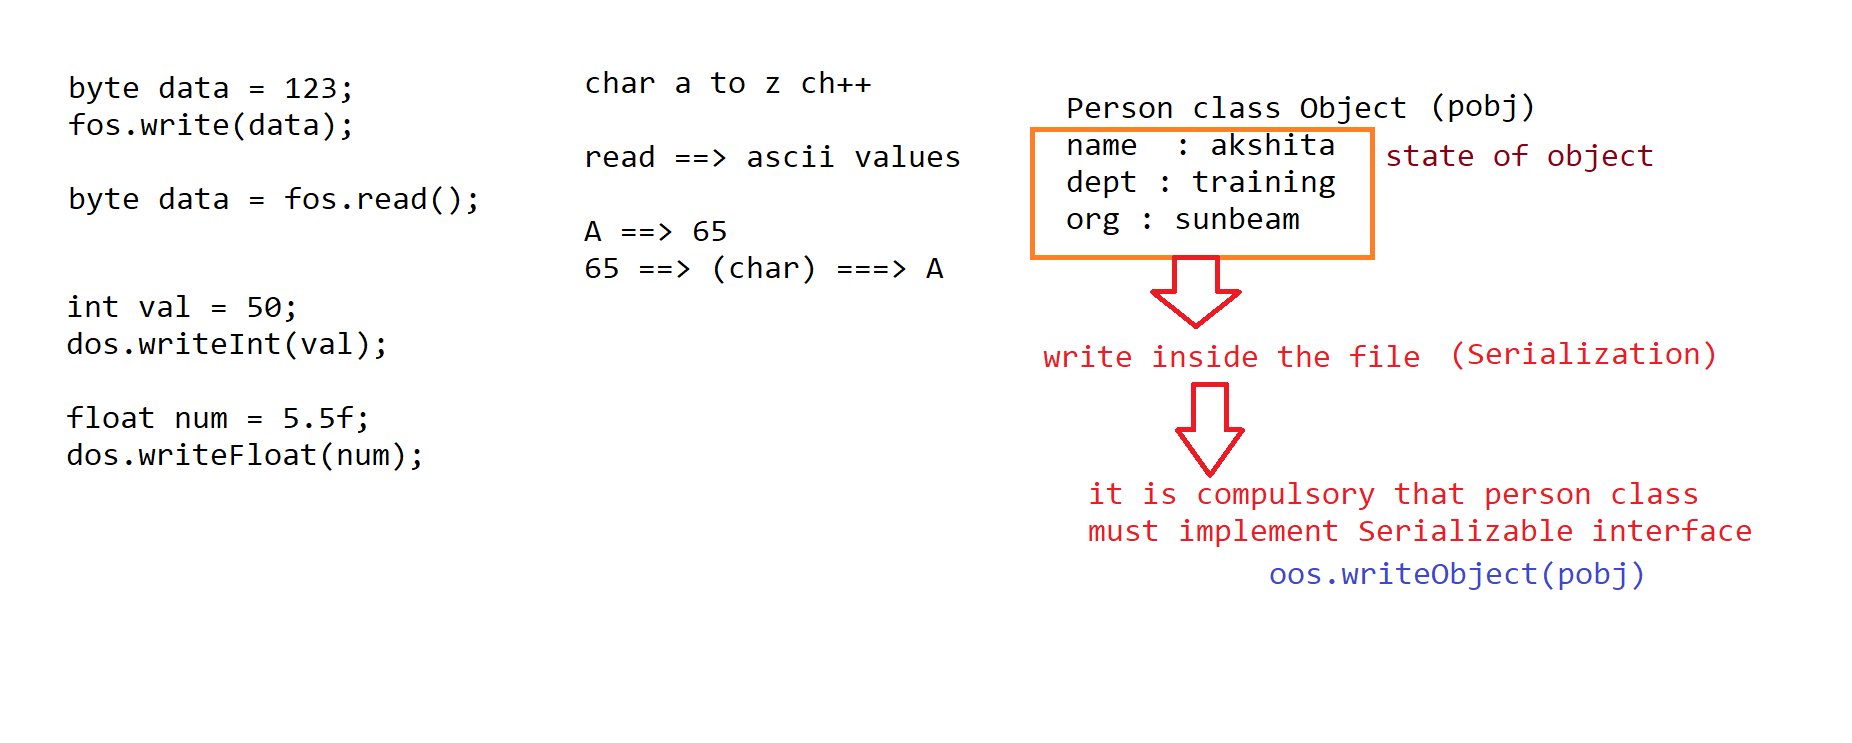 byte data = 123;
fos.write(data);
byte data = fos.read();
int val = 50;
dos.writeInt(val);
float num = 5.5f;
dos.writeFloat(num);
char a to z ch++
read ==> ascii values
A ==> 65
65 ==> (char) ===> A
Person class Object (pobj)
name : akshita
dept : training
org : sunbeam
state of object
write inside the file (Serialization)
it is compulsory that person class
must implement Serializable interface
oos.writeObject(pobj)